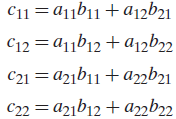 c₁₁ = a₁₁b₁₁ + a₁₂b₂₁
c₁₂ = a₁₁b₁₂ + a₁₂b₂₂
c₂₁ = a₂₁b₁₁ + a₂₂b₂₁
c₂₂ = a₂₁b₁₂ + a₂₂b₂₂